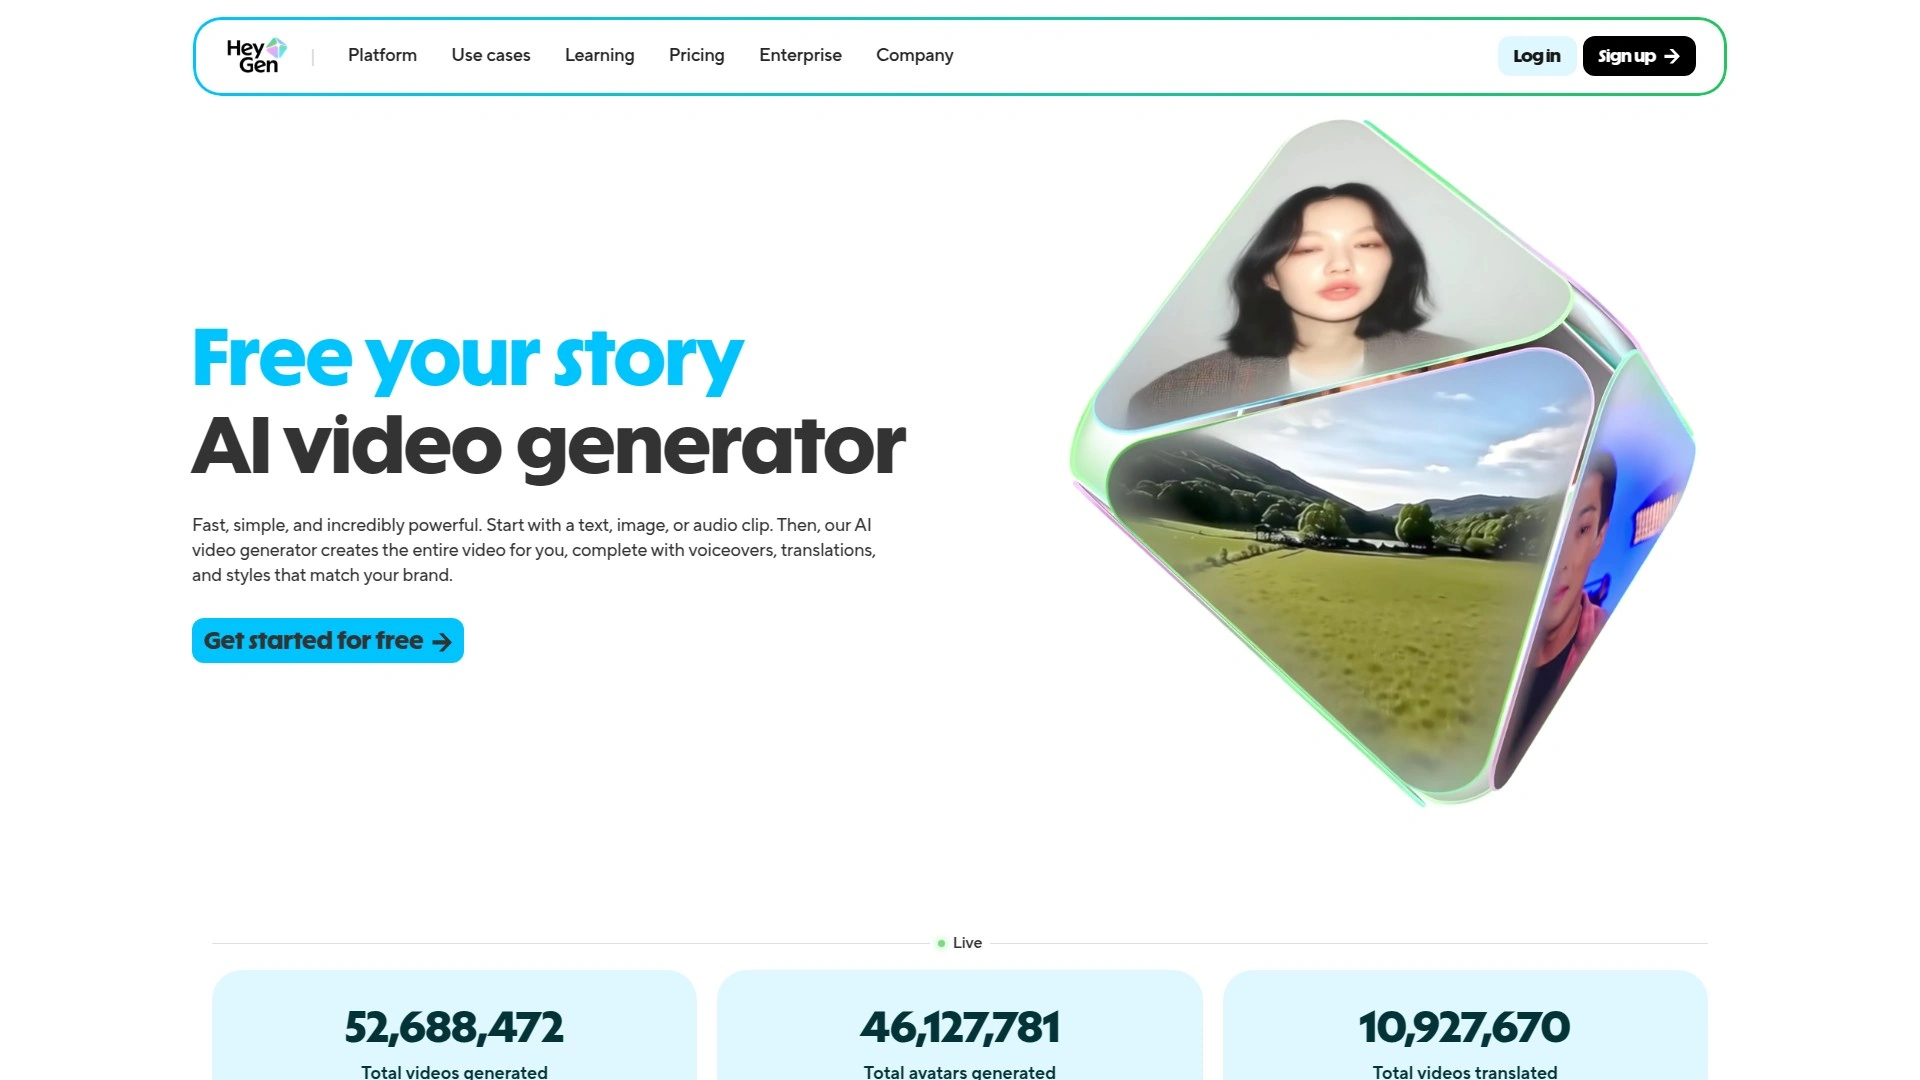 Hey
Gen
Platform
Use cases
Learning
Pricing
Enterprise
Company
Log in
Sign up
Free your story
AI video generator
Fast, simple, and incredibly powerful. Start with a text, image, or audio clip. Then, our AI
video generator creates the entire video for you, complete with voiceovers, translations,
and styles that match your brand.
Get started for free
Live
52,688,472
Total videos generated
46,127,781
Total avatars generated
10,927,670
Total videos translated